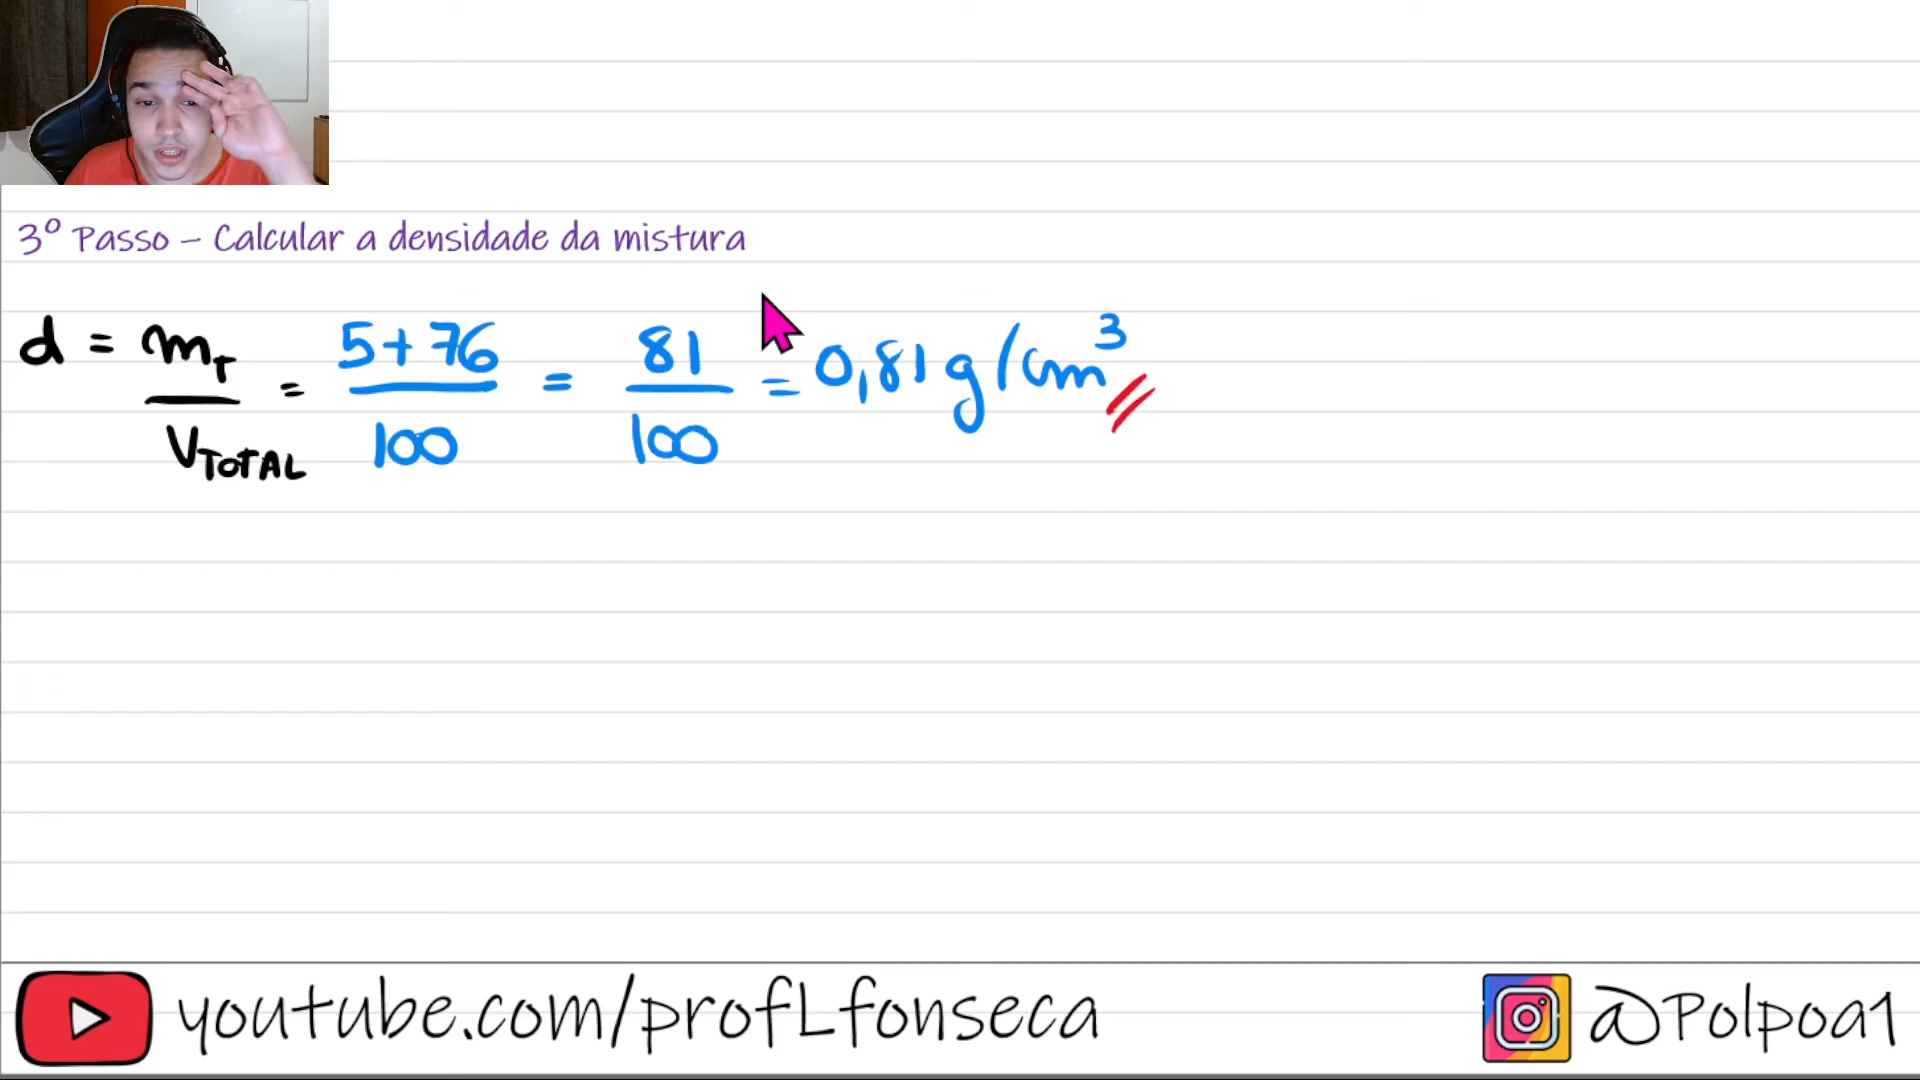 3º Passo – Calcular a densidade da mistura
d = mT / VTOTAL = 5+76 / 100 = 81 / 100 = 0,81 g/cm³
youtube.com/profLfonseca
@Polpoa1